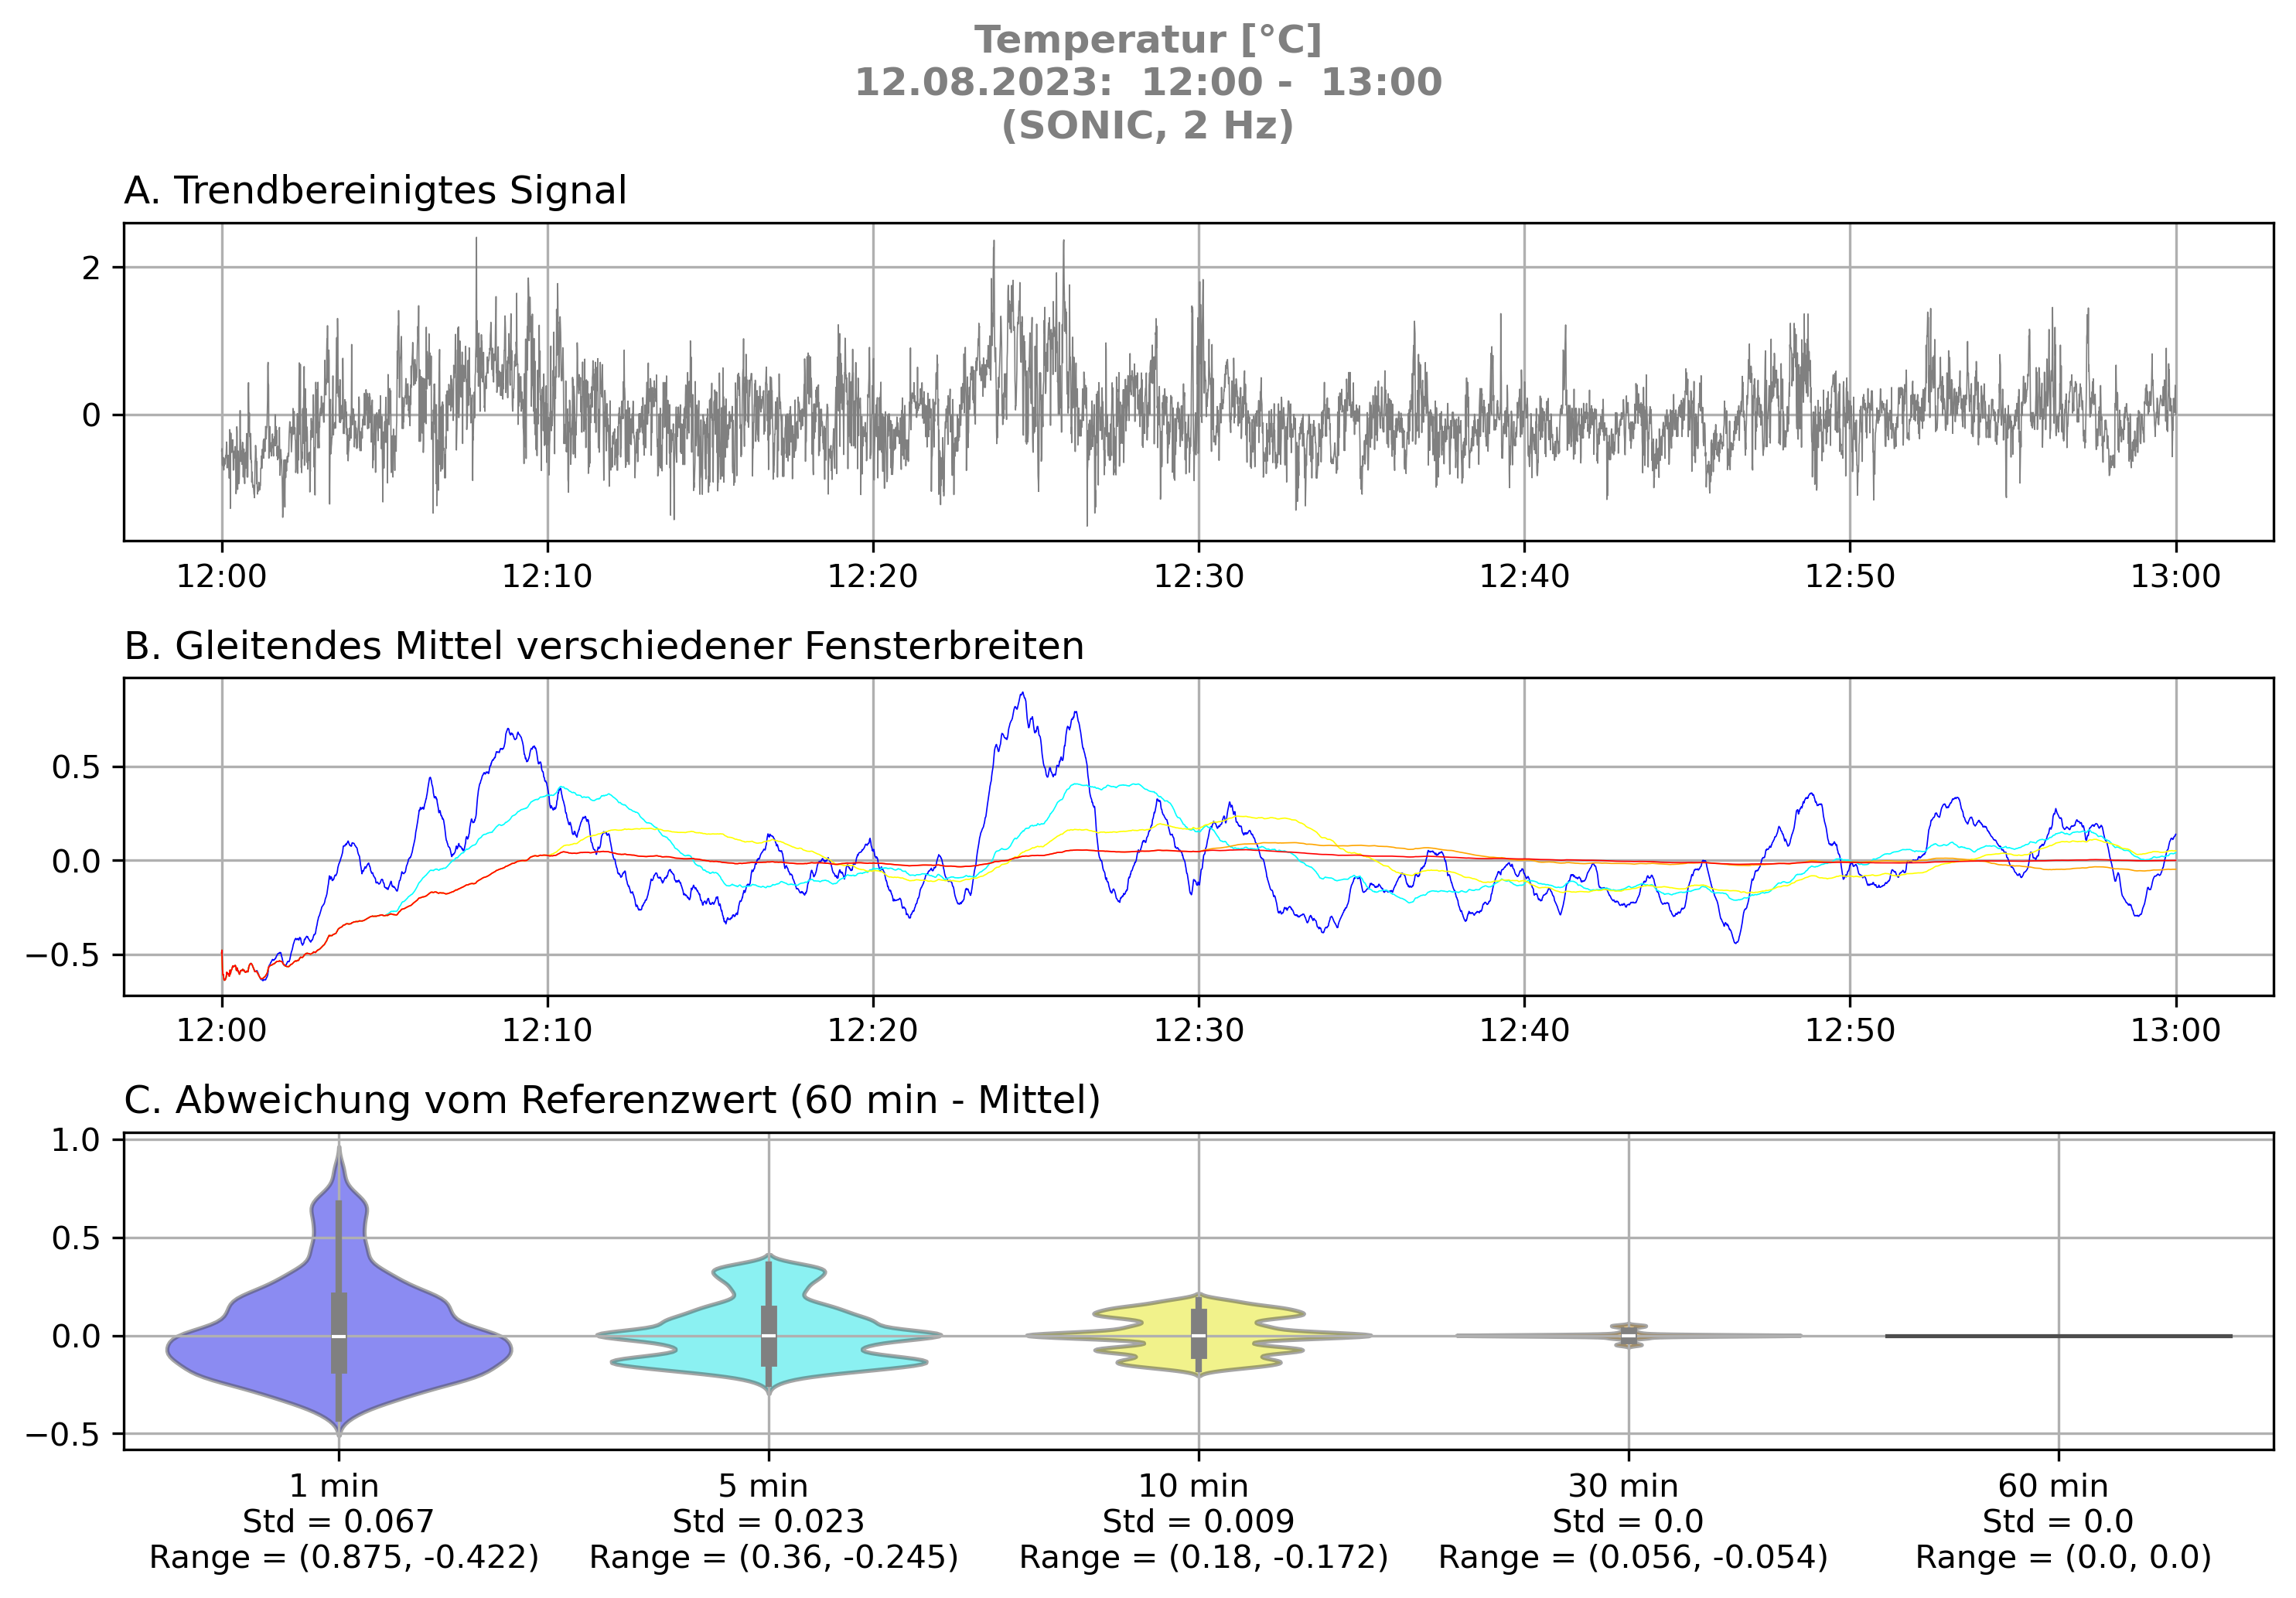 Temperatur [°C]
12.08.2023:  12:00 -  13:00
(SONIC, 2 Hz)
A. Trendbereinigtes Signal
2
0
12:00 12:10 12:20 12:30 12:40 12:50 13:00
B. Gleitendes Mittel verschiedener Fensterbreiten
0.5
0.0
−0.5
12:00 12:10 12:20 12:30 12:40 12:50 13:00
C. Abweichung vom Referenzwert (60 min - Mittel)
1.0
0.5
0.0
−0.5
1 min 5 min 10 min 30 min 60 min
Std = 0.067 Std = 0.023 Std = 0.009 Std = 0.0 Std = 0.0
Range = (0.875, -0.422) Range = (0.36, -0.245) Range = (0.18, -0.172) Range = (0.056, -0.054) Range = (0.0, 0.0)